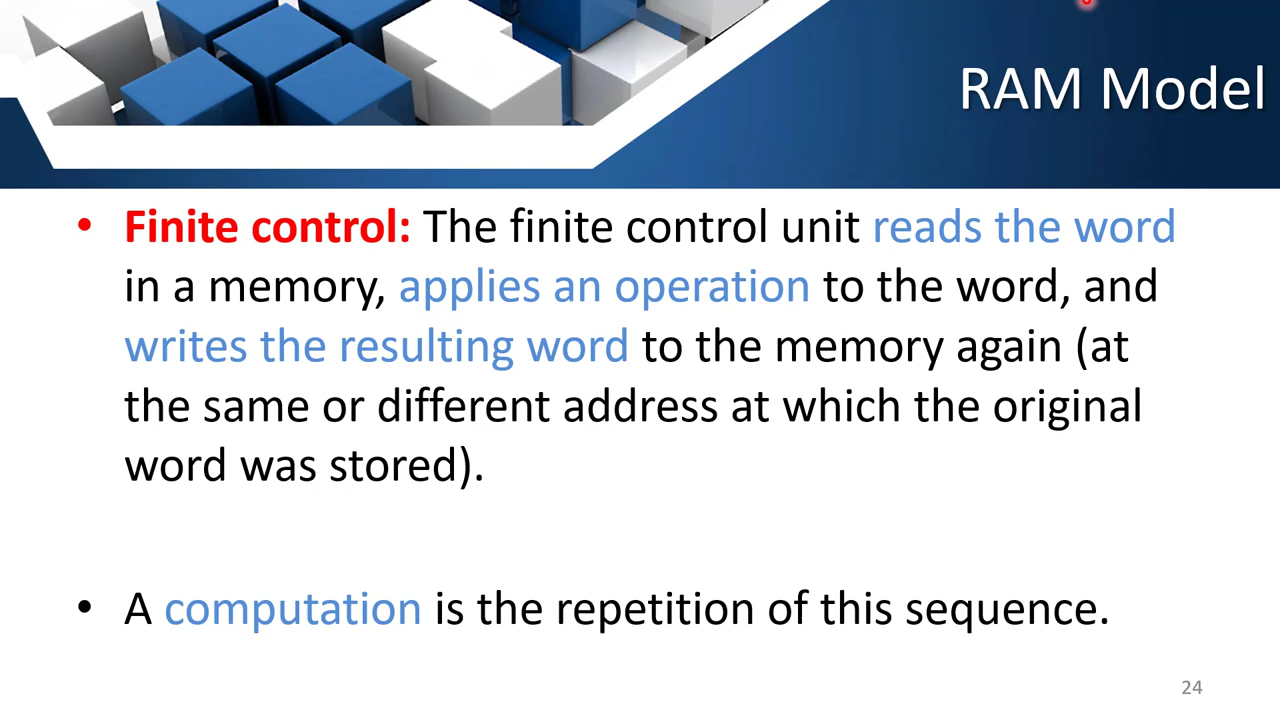 RAM Model
• Finite control: The finite control unit reads the word
in a memory, applies an operation to the word, and
writes the resulting word to the memory again (at
the same or different address at which the original
word was stored).
• A computation is the repetition of this sequence.
24